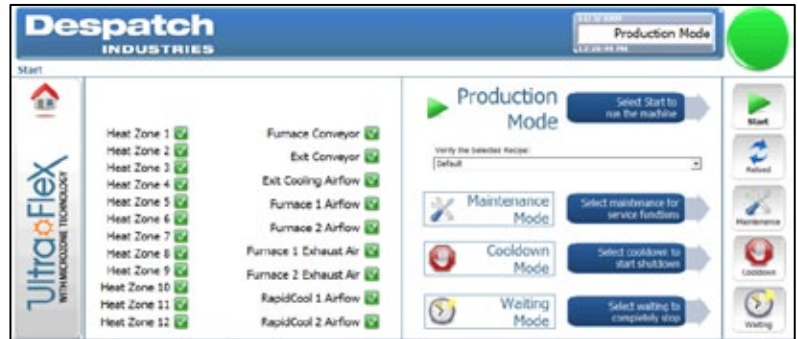 Despatch
INDUSTRIES
Production Mode
Start
UltraFleX
WITH MICROZONE TECHNOLOGY
Heat Zone 1
Heat Zone 2
Heat Zone 3
Heat Zone 4
Heat Zone 5
Heat Zone 6
Heat Zone 7
Heat Zone 8
Heat Zone 9
Heat Zone 10
Heat Zone 11
Heat Zone 12
Furnace Conveyor
Exit Conveyor
Exit Cooling Airflow
Furnace 1 Airflow
Furnace 2 Airflow
Furnace 1 Exhaust Air
Furnace 2 Exhaust Air
RapidCool 1 Airflow
RapidCool 2 Airflow
Production
Mode
Select Start to
run the machine
Verify the Selected Recipe:
Default
Maintenance
Mode
Select maintenance for
service functions
Cooldown
Mode
Select cooldown to
start shutdown
Waiting
Mode
Select waiting to
completely stop
Start
Reload
Maintenance
Cooldown
Waiting